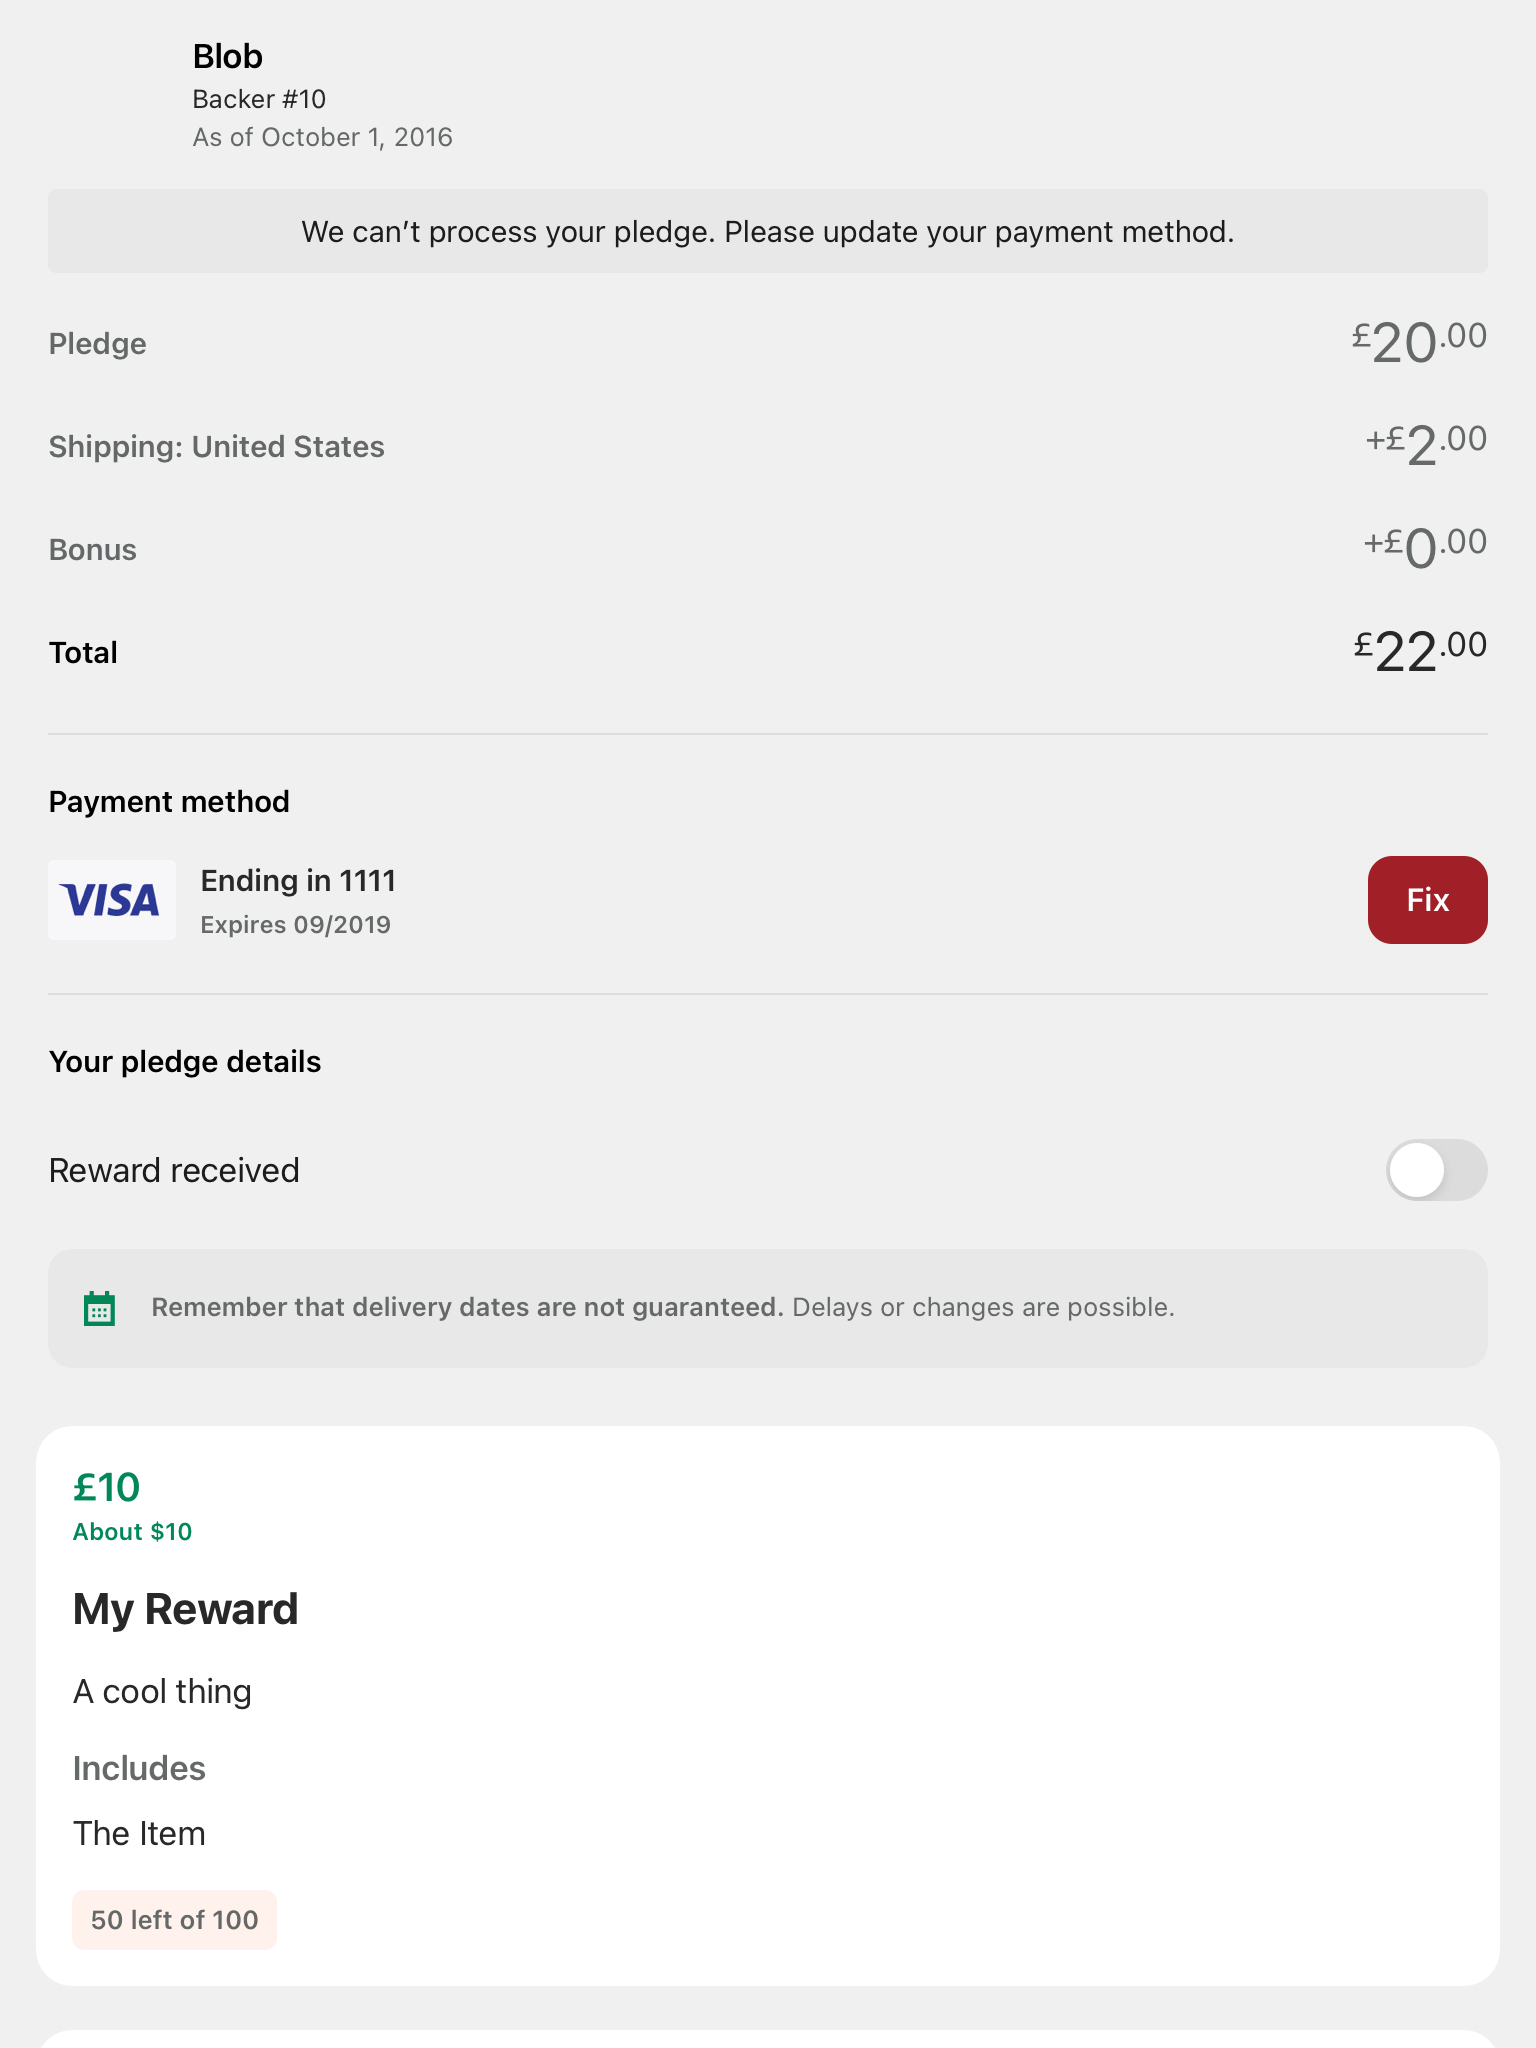 Blob
Backer #10
As of October 1, 2016
We can’t process your pledge. Please update your payment method.
Pledge £20.00
Shipping: United States +£2.00
Bonus +£0.00
Total £22.00
Payment method
VISA
Ending in 1111
Expires 09/2019
Fix
Your pledge details
Reward received
Remember that delivery dates are not guaranteed. Delays or changes are possible.
£10
About $10
My Reward
A cool thing
Includes
The Item
50 left of 100